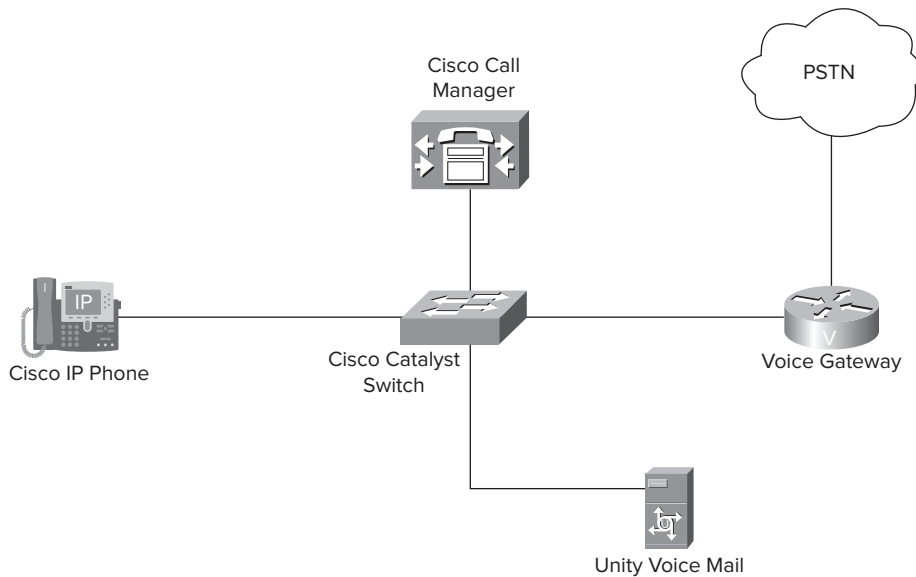 PSTN
Cisco Call
Manager
IP
Cisco IP Phone
Cisco Catalyst
Switch
V
Voice Gateway
Unity Voice Mail